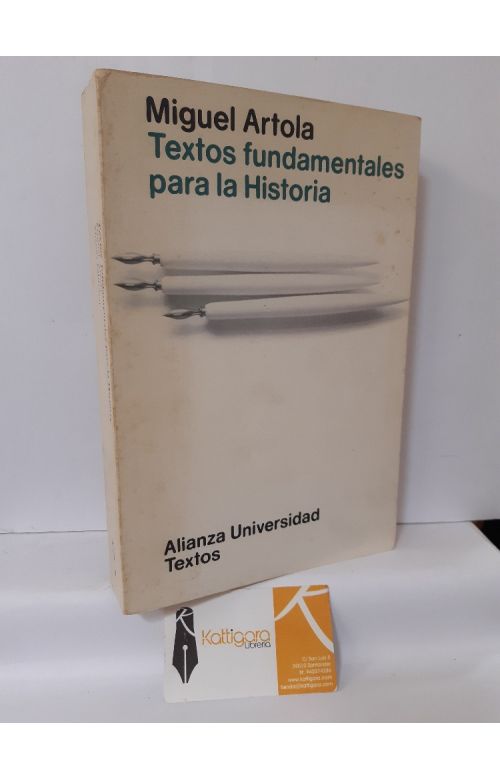 Miguel Artola
Textos fundamentales
para la Historia
Alianza Universidad
Textos
Kattigara
Librería
www.kattigara.com